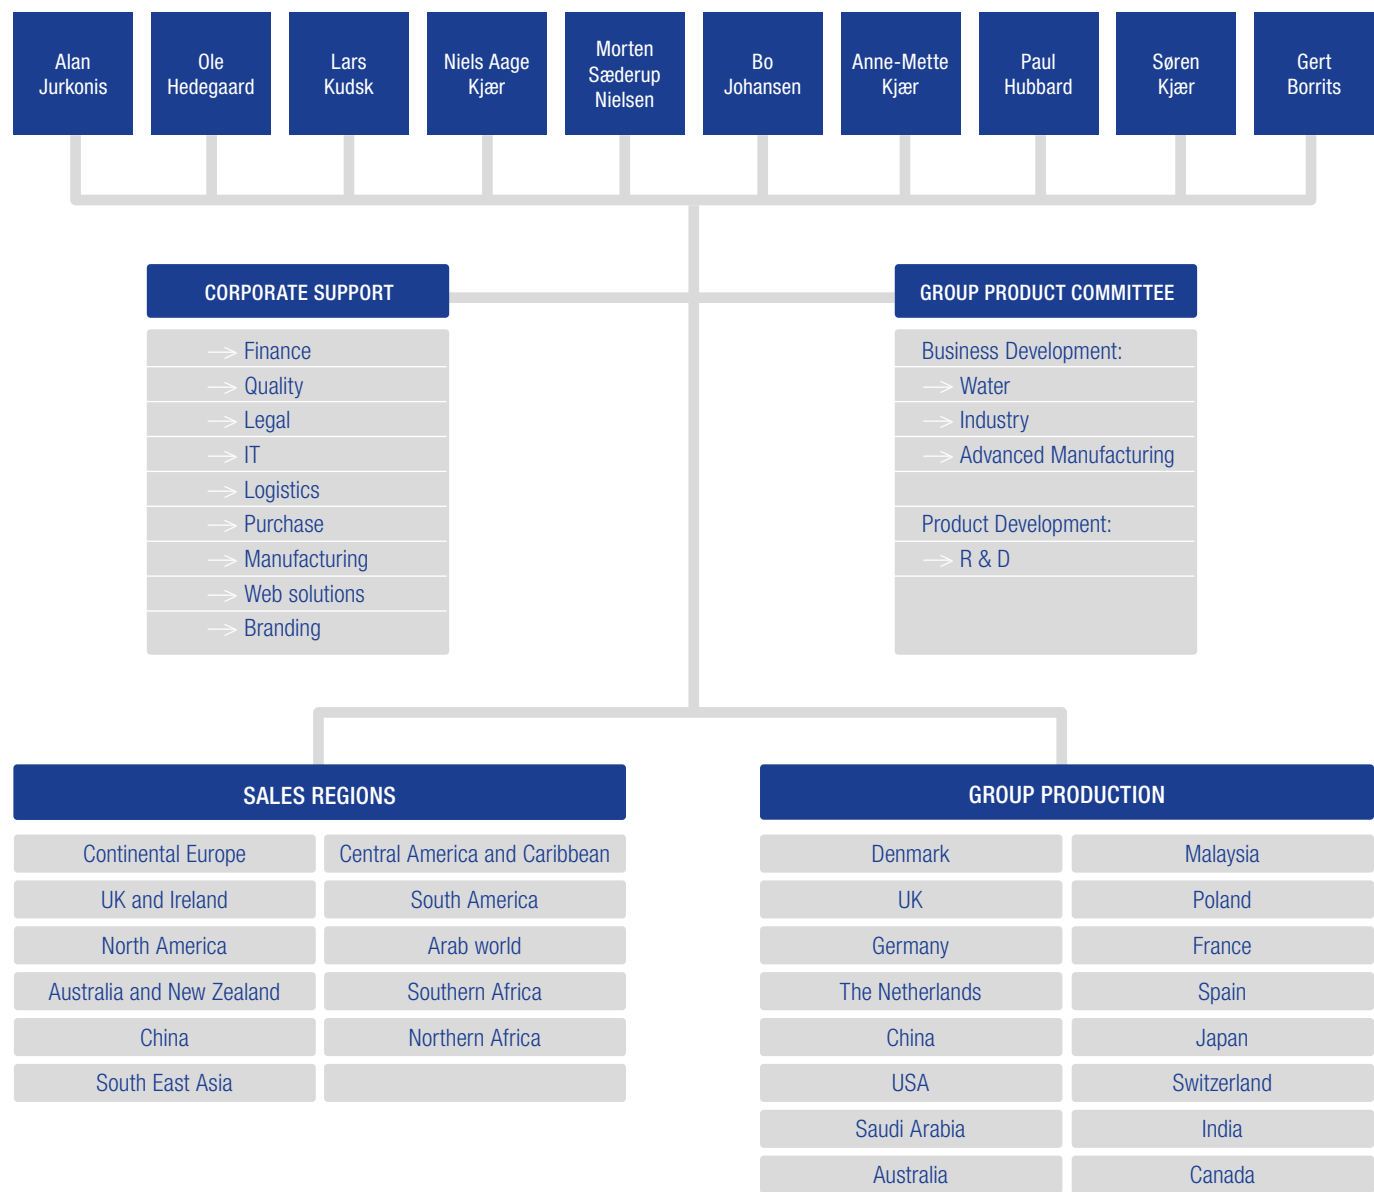 Alan
Jurkonis
Ole
Hedegaard
Lars
Kudsk
Niels Aage
Kjær
Morten
Sæderup
Nielsen
Bo
Johansen
Anne-Mette
Kjær
Paul
Hubbard
Søren
Kjær
Gert
Borrits
CORPORATE SUPPORT
Finance
Quality
Legal
IT
Logistics
Purchase
Manufacturing
Web solutions
Branding
GROUP PRODUCT COMMITTEE
Business Development:
Water
Industry
Advanced Manufacturing
Product Development:
R & D
SALES REGIONS
Continental Europe
UK and Ireland
North America
Australia and New Zealand
China
South East Asia
Central America and Caribbean
South America
Arab world
Southern Africa
Northern Africa
GROUP PRODUCTION
Denmark
UK
Germany
The Netherlands
China
USA
Saudi Arabia
Australia
Malaysia
Poland
France
Spain
Japan
Switzerland
India
Canada